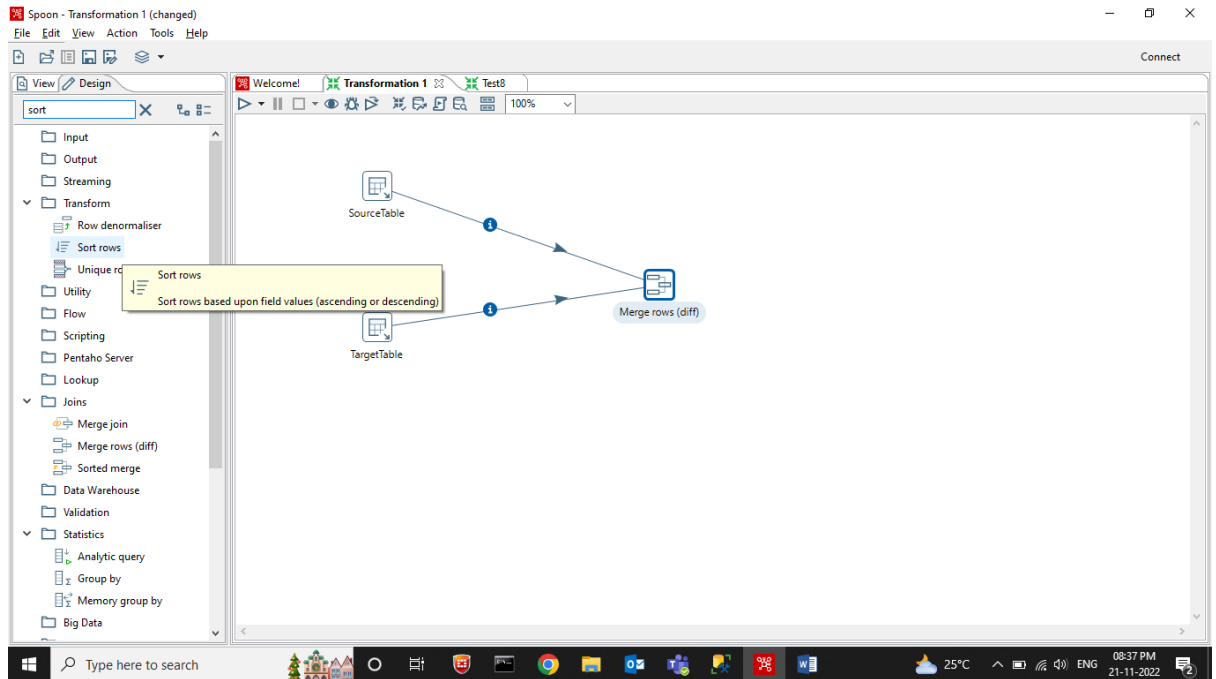 Spoon - Transformation 1 (changed)
File Edit View Action Tools Help
Connect
View Design
Welcome! Transformation 1 Test8
sort
100%
Input
Output
Streaming
Transform
Row denormaliser
Sort rows
Unique ro
Sort rows
Sort rows based upon field values (ascending or descending)
Utility
Flow
Scripting
Pentaho Server
Lookup
Joins
Merge join
Merge rows (diff)
Sorted merge
Data Warehouse
Validation
Statistics
Analytic query
Group by
Memory group by
Big Data
SourceTable
Merge rows (diff)
TargetTable
Type here to search
25°C
ENG
08:37 PM
21-11-2022
2